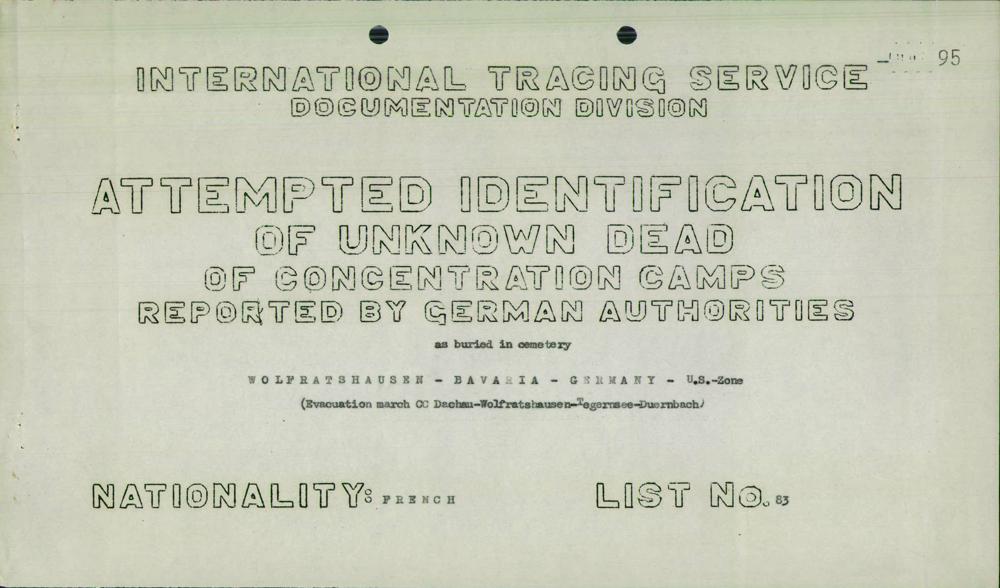 95
INTERNATIONAL TRACING SERVICE
DOCUMENTATION DIVISION
ATTEMPTED IDENTIFICATION
OF UNKNOWN DEAD
OF CONCENTRATION CAMPS
REPORTED BY GERMAN AUTHORITIES
as buried in cemetery
WOLFRATSHAUSEN - BAVARIA - GERMANY - U.S.-Zone
(Evacuation march CC Dachau-Wolfratshausen-Tegernsee-Duernbach)
NATIONALITY: FRENCH LIST No. 83